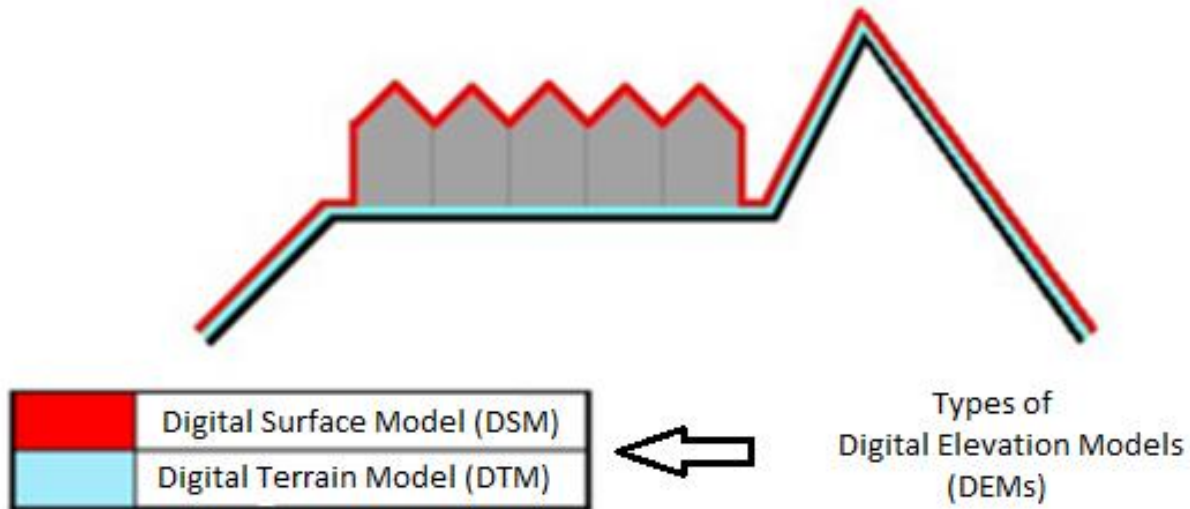 Digital Surface Model (DSM)
Digital Terrain Model (DTM)
Types of
Digital Elevation Models
(DEMs)